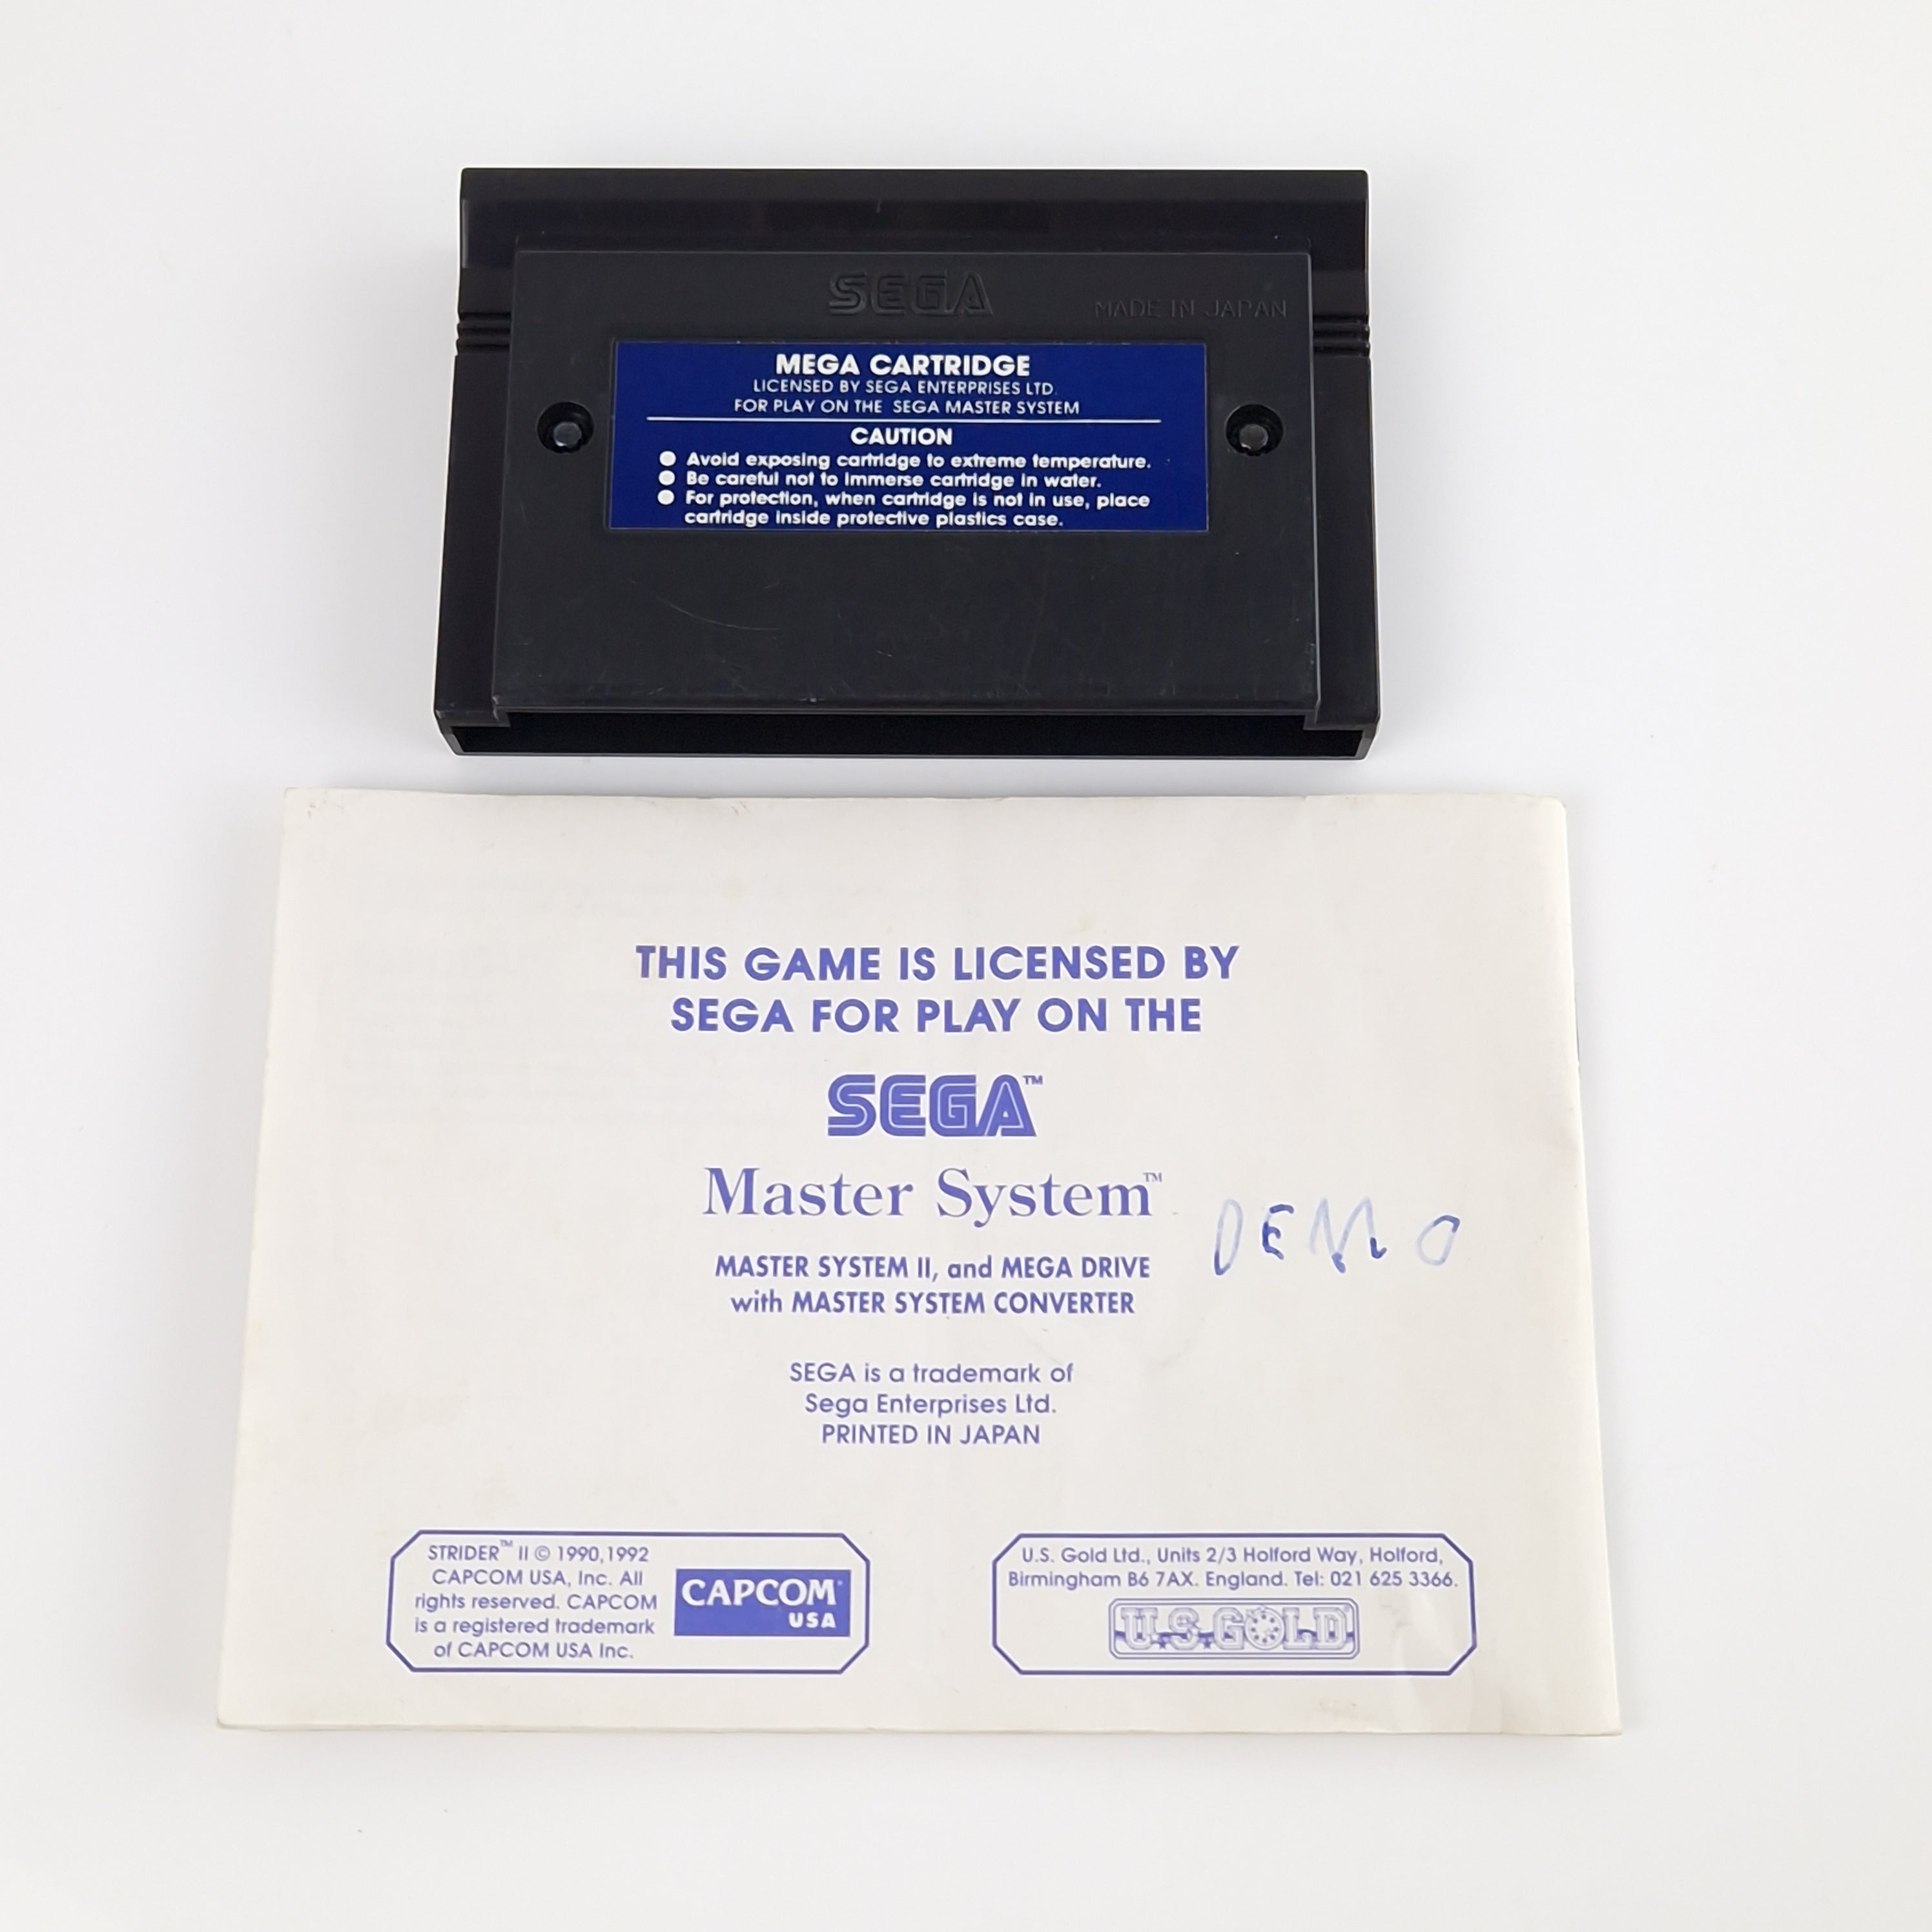 SEGA
MADE IN JAPAN
MEGA CARTRIDGE
LICENSED BY SEGA ENTERPRISES LTD.
FOR PLAY ON THE SEGA MASTER SYSTEM
CAUTION
● Avoid exposing cartridge to extreme temperature.
● Be careful not to immerse cartridge in water.
● For protection, when cartridge is not in use, place
cartridge inside protective plastics case.
THIS GAME IS LICENSED BY
SEGA FOR PLAY ON THE
SEGA™
Master System™
DEMO
MASTER SYSTEM II, and MEGA DRIVE
with MASTER SYSTEM CONVERTER
SEGA is a trademark of
Sega Enterprises Ltd.
PRINTED IN JAPAN
STRIDER™ II © 1990,1992
CAPCOM USA, Inc. All
rights reserved. CAPCOM
is a registered trademark
of CAPCOM USA Inc.
CAPCOM®
USA
U.S. Gold Ltd., Units 2/3 Holford Way, Holford,
Birmingham B6 7AX. England. Tel: 021 625 3366.
U.S. GOLD®